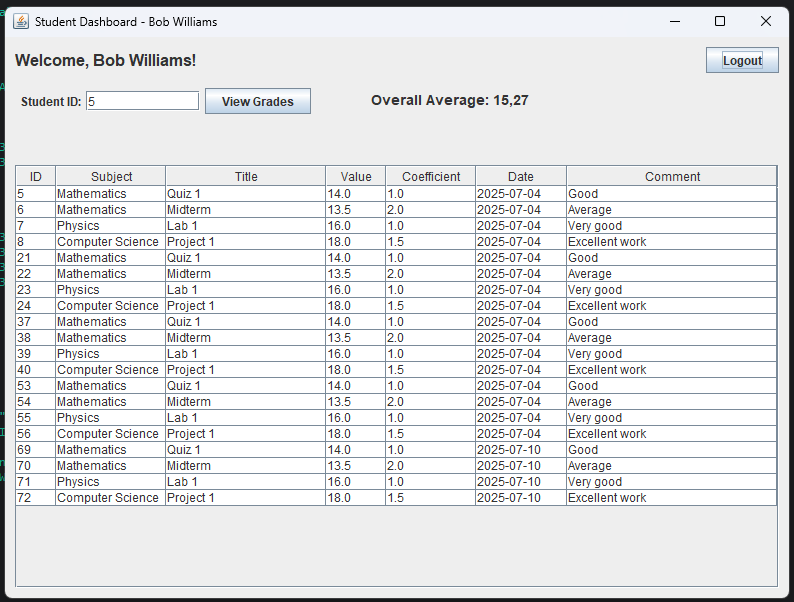 Student Dashboard - Bob Williams
Welcome, Bob Williams!
Logout
Student ID: 5 View Grades Overall Average: 15,27
ID Subject Title Value Coefficient Date Comment
5 Mathematics Quiz 1 14.0 1.0 2025-07-04 Good
6 Mathematics Midterm 13.5 2.0 2025-07-04 Average
7 Physics Lab 1 16.0 1.0 2025-07-04 Very good
8 Computer Science Project 1 18.0 1.5 2025-07-04 Excellent work
21 Mathematics Quiz 1 14.0 1.0 2025-07-04 Good
22 Mathematics Midterm 13.5 2.0 2025-07-04 Average
23 Physics Lab 1 16.0 1.0 2025-07-04 Very good
24 Computer Science Project 1 18.0 1.5 2025-07-04 Excellent work
37 Mathematics Quiz 1 14.0 1.0 2025-07-04 Good
38 Mathematics Midterm 13.5 2.0 2025-07-04 Average
39 Physics Lab 1 16.0 1.0 2025-07-04 Very good
40 Computer Science Project 1 18.0 1.5 2025-07-04 Excellent work
53 Mathematics Quiz 1 14.0 1.0 2025-07-04 Good
54 Mathematics Midterm 13.5 2.0 2025-07-04 Average
55 Physics Lab 1 16.0 1.0 2025-07-04 Very good
56 Computer Science Project 1 18.0 1.5 2025-07-04 Excellent work
69 Mathematics Quiz 1 14.0 1.0 2025-07-10 Good
70 Mathematics Midterm 13.5 2.0 2025-07-10 Average
71 Physics Lab 1 16.0 1.0 2025-07-10 Very good
72 Computer Science Project 1 18.0 1.5 2025-07-10 Excellent work